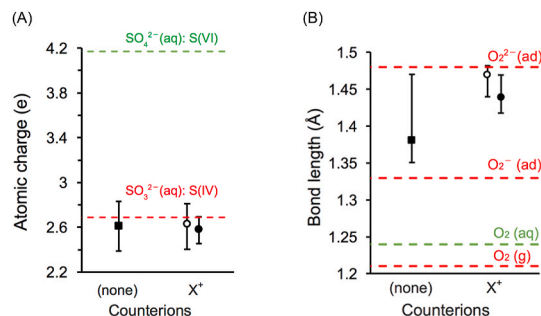 (A)
SO₄²⁻(aq): S(VI)
4.2
3.8
3.4
3
2.6
2.2
SO₃²⁻(aq): S(IV)
Atomic charge (e)
(none)
X⁺
Counterions
(B)
O₂²⁻ (ad)
1.5
1.45
1.4
1.35
1.3
1.25
1.2
O₂⁻ (ad)
O₂ (aq)
O₂ (g)
Bond length (Å)
(none)
X⁺
Counterions